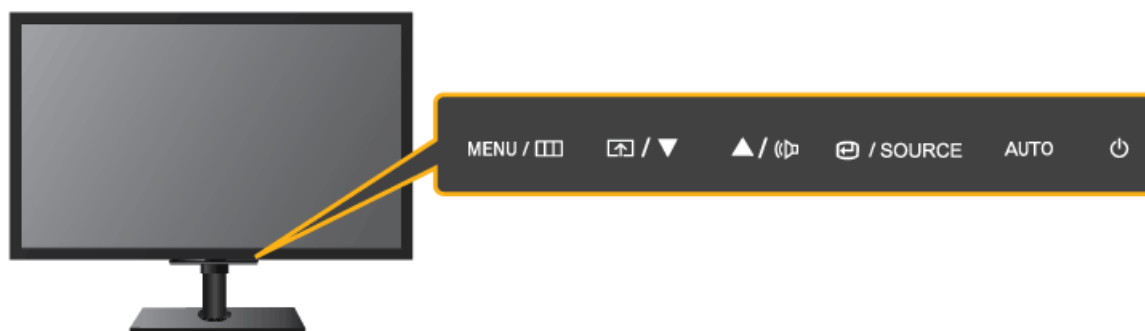 MENU / ▥ ⍐ / ▼ ▲ / 🕩 ⏎ / SOURCE AUTO ⏻